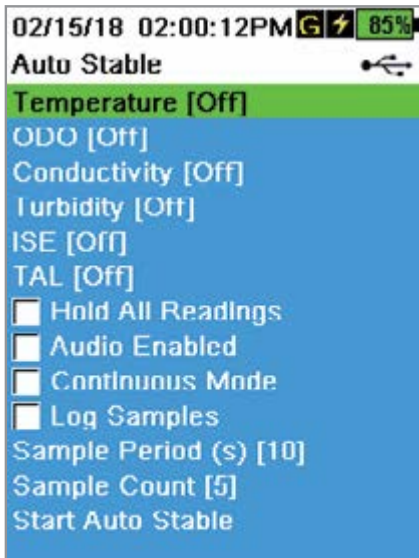 02/15/18 02:00:12PM G 85%
Auto Stable
Temperature [Off]
ODO [Off]
Conductivity [Off]
Turbidity [Off]
ISE [Off]
TAL [Off]
Hold All Readings
Audio Enabled
Continuous Mode
Log Samples
Sample Period (s) [10]
Sample Count [5]
Start Auto Stable